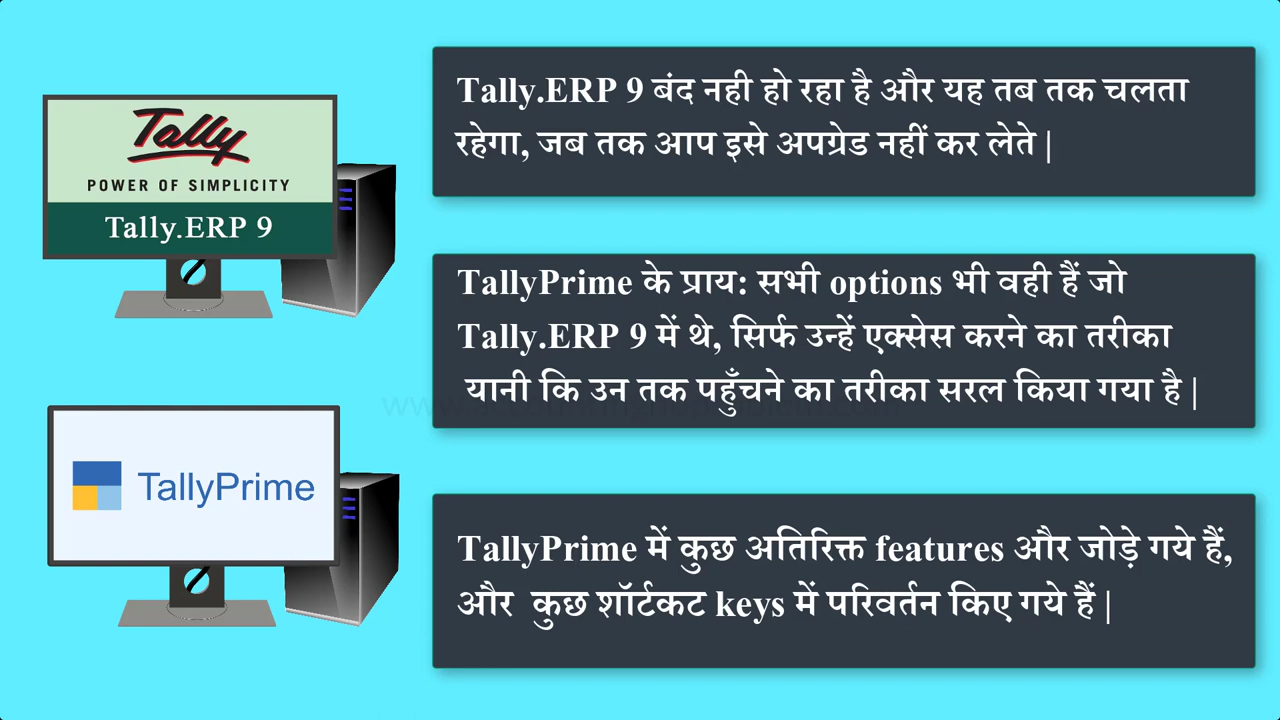 Tally
POWER OF SIMPLICITY
Tally.ERP 9
Tally.ERP 9 बंद नही हो रहा है और यह तब तक चलता
रहेगा, जब तक आप इसे अपग्रेड नहीं कर लेते |
TallyPrime के प्राय: सभी options भी वही हैं जो
Tally.ERP 9 में थे, सिर्फ उन्हें एक्सेस करने का तरीका
यानी कि उन तक पहुँचने का तरीका सरल किया गया है |
TallyPrime
TallyPrime में कुछ अतिरिक्त features और जोड़े गये हैं,
और कुछ शॉर्टकट keys में परिवर्तन किए गये हैं |